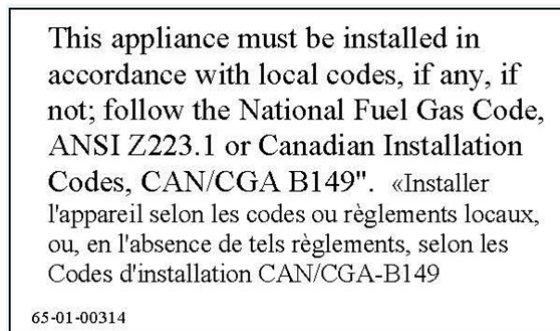 This appliance must be installed in
accordance with local codes, if any, if
not; follow the National Fuel Gas Code,
ANSI Z223.1 or Canadian Installation
Codes, CAN/CGA B149". «Installer
l'appareil selon les codes ou règlements locaux,
ou, en l'absence de tels règlements, selon les
Codes d'installation CAN/CGA-B149
65-01-00314